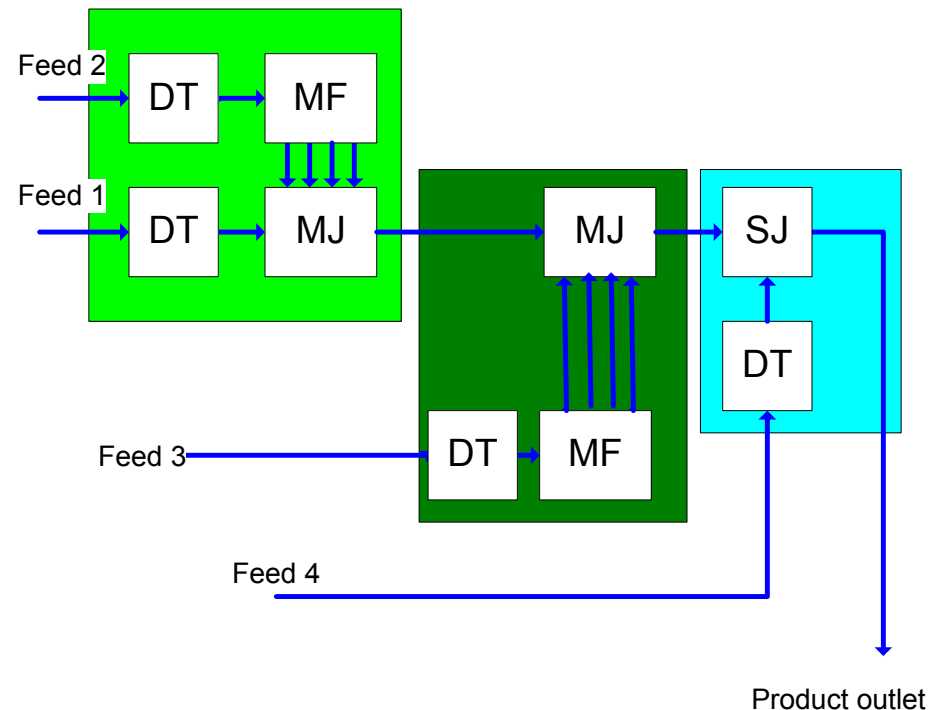 Feed 2
DT
MF
Feed 1
DT
MJ
MJ
SJ
DT
Feed 3
DT
MF
Feed 4
Product outlet